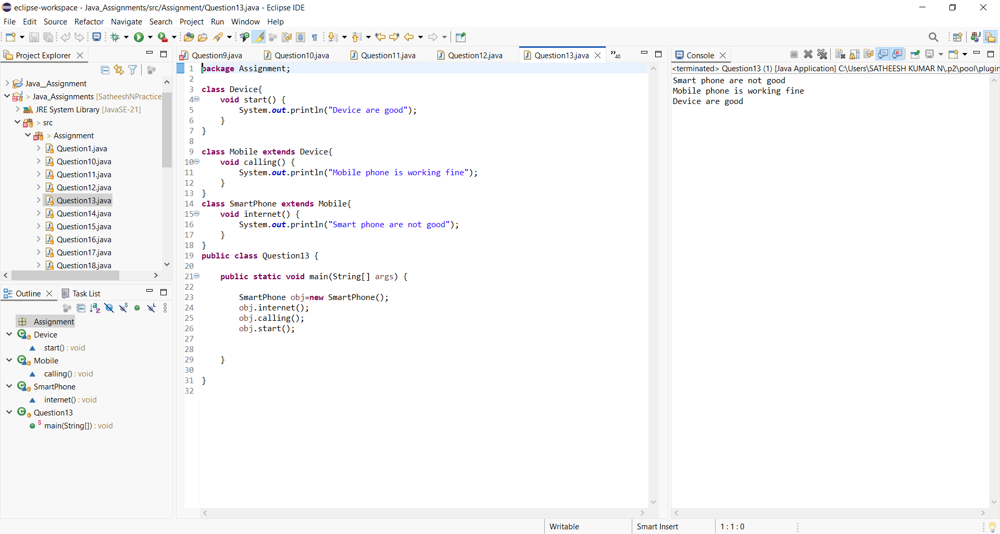 eclipse-workspace - Java_Assignments/src/Assignment/Question13.java - Eclipse IDE
File Edit Source Refactor Navigate Search Project Run Window Help
Project Explorer
Java__Assignment
> Java_Assignments [SatheeshNPractice
JRE System Library [JavaSE-21]
> src
> Assignment
Question1.java
Question10.java
Question11.java
Question12.java
Question13.java
Question14.java
Question15.java
Question16.java
Question17.java
Question18.java
Outline Task List
Assignment
Device
start() : void
Mobile
calling() : void
SmartPhone
internet() : void
Question13
main(String[]) : void
Question9.java Question10.java Question11.java Question12.java Question13.java »40
1 package Assignment;
2
3 class Device{
4 void start() {
5 System.out.println("Device are good");
6 }
7 }
8
9 class Mobile extends Device{
10 void calling() {
11 System.out.println("Mobile phone is working fine");
12 }
13 }
14 class SmartPhone extends Mobile{
15 void internet() {
16 System.out.println("Smart phone are not good");
17 }
18 }
19 public class Question13 {
20
21 public static void main(String[] args) {
22
23 SmartPhone obj=new SmartPhone();
24 obj.internet();
25 obj.calling();
26 obj.start();
27
28
29 }
30
31 }
32
Console
<terminated> Question13 (1) [Java Application] C:\Users\SATHEESH KUMAR N\.p2\pool\plugin
Smart phone are not good
Mobile phone is working fine
Device are good
Writable Smart Insert 1 : 1 : 0